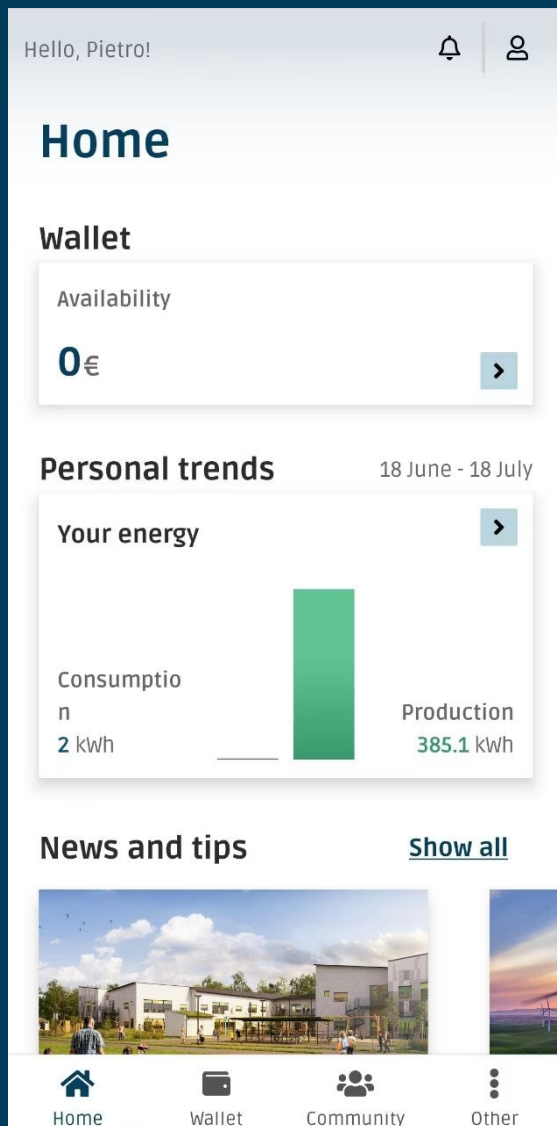 Hello, Pietro!
Home
Wallet
Availability
0€
Personal trends
18 June - 18 July
Your energy
Consumptio
n
2 kWh
Production
385.1 kWh
News and tips
Show all
Home
Wallet
Community
Other